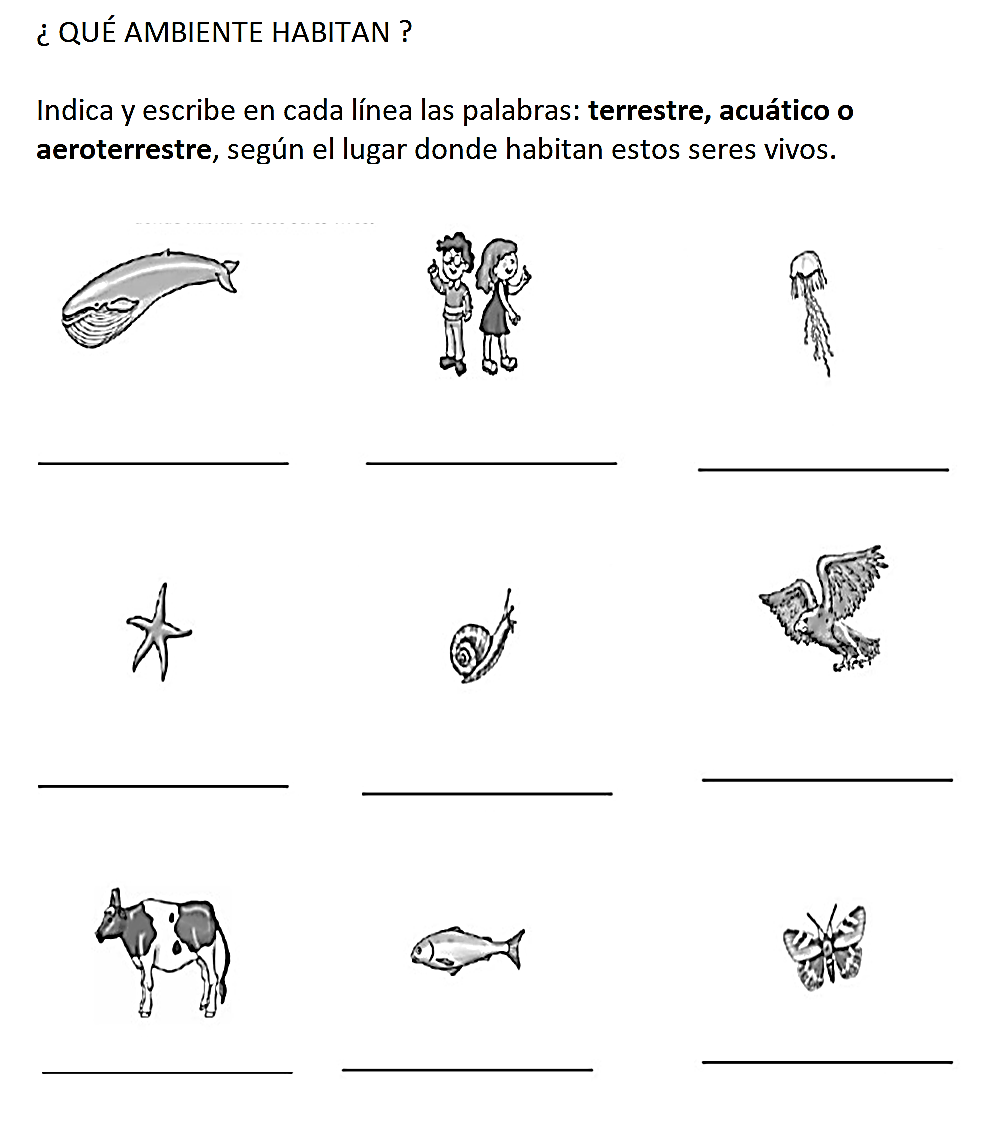 ¿ QUÉ AMBIENTE HABITAN ?
Indica y escribe en cada línea las palabras: terrestre, acuático o
aeroterrestre, según el lugar donde habitan estos seres vivos.